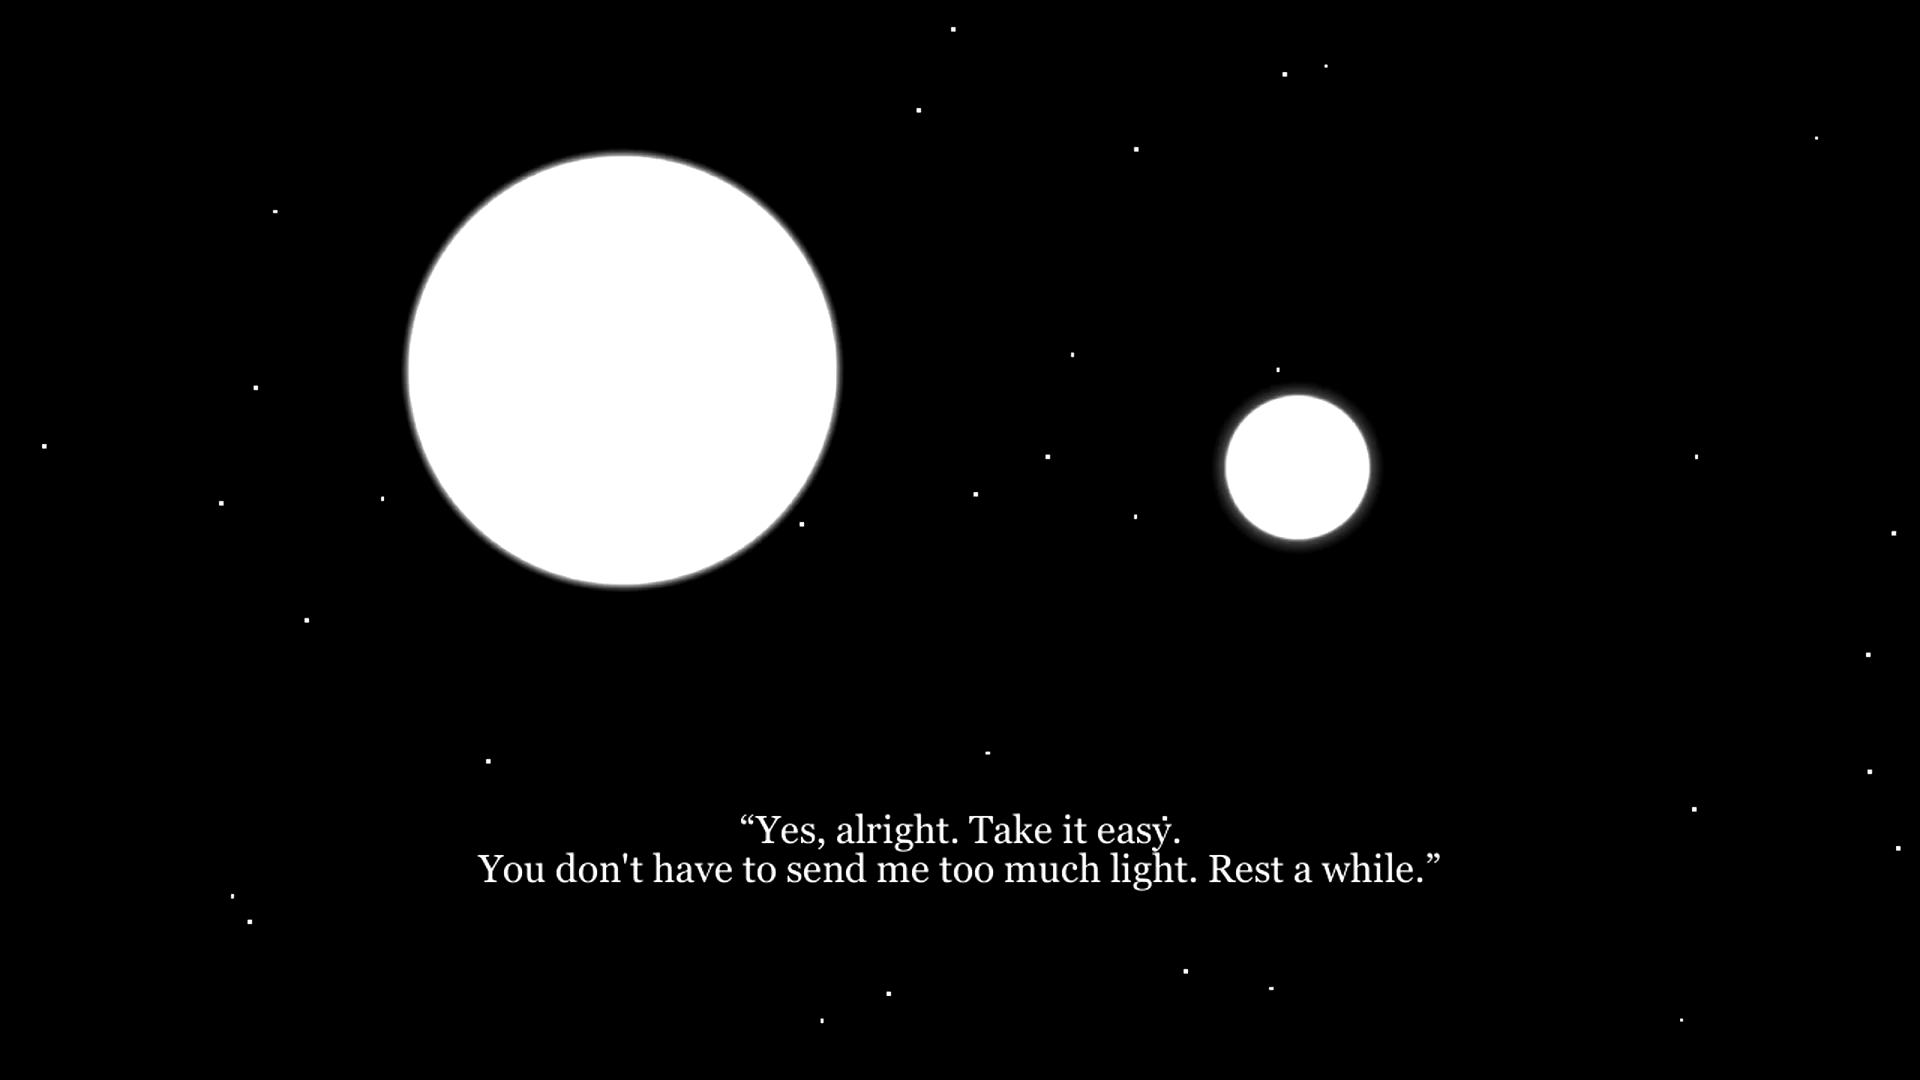 “Yes, alright. Take it easy.
You don't have to send me too much light. Rest a while.”